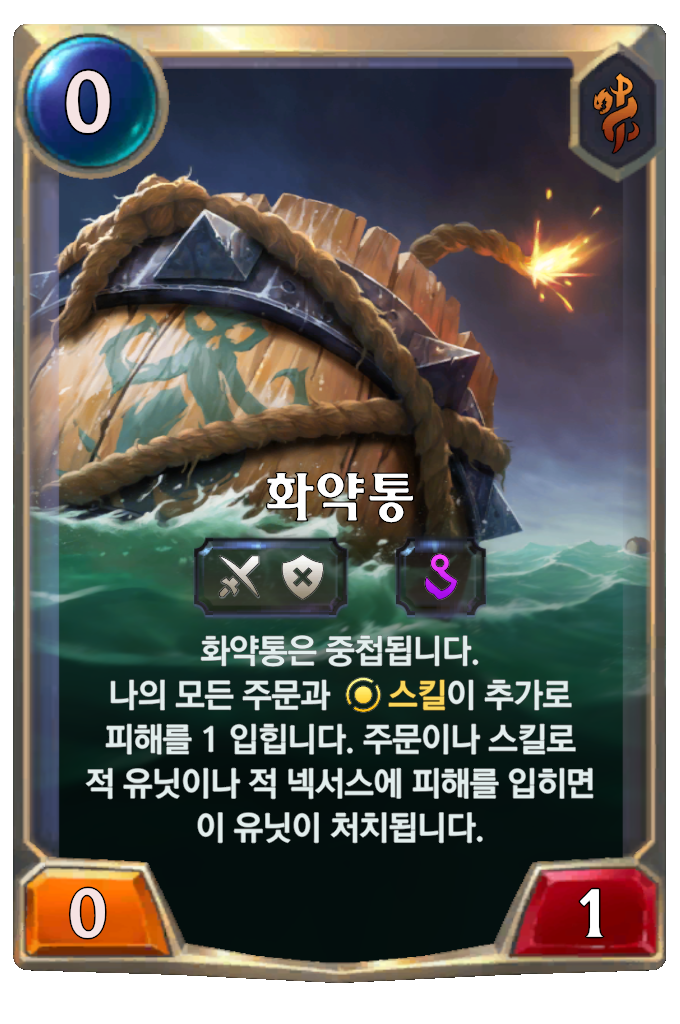 0
화약통
화약통은 중첩됩니다.
나의 모든 주문과 스킬이 추가로
피해를 1 입힙니다. 주문이나 스킬로
적 유닛이나 적 넥서스에 피해를 입히면
이 유닛이 처치됩니다.
0
1